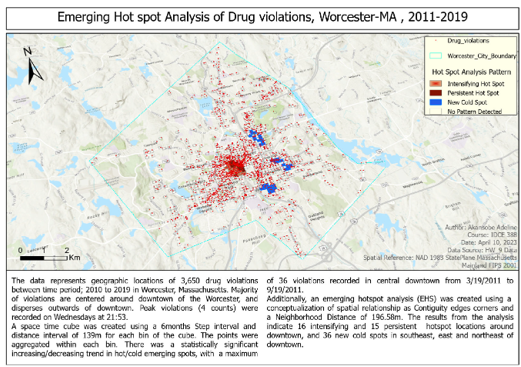 Emerging Hot spot Analysis of Drug violations, Worcester-MA , 2011-2019
N
Drug_violations
Worcester_City_Boundary
Hot Spot Analysis Pattern
Intensifying Hot Spot
Persistent Hot Spot
New Cold Spot
No Pattern Detected
Author: Akansobe Adeline
Course: IDCE 388
Date: April 10, 2023
Data Source: HW_9 Data
Spatial Reference: NAD 1983 StatePlane Massachusetts
Mainland FIPS 2001
0 2
Km
The data represents geographic locations of 3,650 drug violations
between time period; 2010 to 2019 in Worcester, Massachusetts. Majority
of violations are centered around downtown of the Worcester, and
disperses outwards of downtown. Peak violations (4 counts) were
recorded on Wednesdays at 21:53.
A space time cube was created using a 6months Step interval and
distance interval of 139m for each bin of the cube. The points were
aggregated within each bin. There was a statistically significant
increasing/decreasing trend in hot/cold emerging spots, with a maximum
of 36 violations recorded in central downtown from 3/19/2011 to
9/19/2011.
Additionally, an emerging hotspot analysis (EHS) was created using a
conceptualization of spatial relationship as Contiguity edges corners and
a Neighborhood Distance of 196.58m. The results from the analysis
indicate 16 intensifying and 15 persistent hotspot locations around
downtown, and 36 new cold spots in southeast, east and northeast of
downtown.